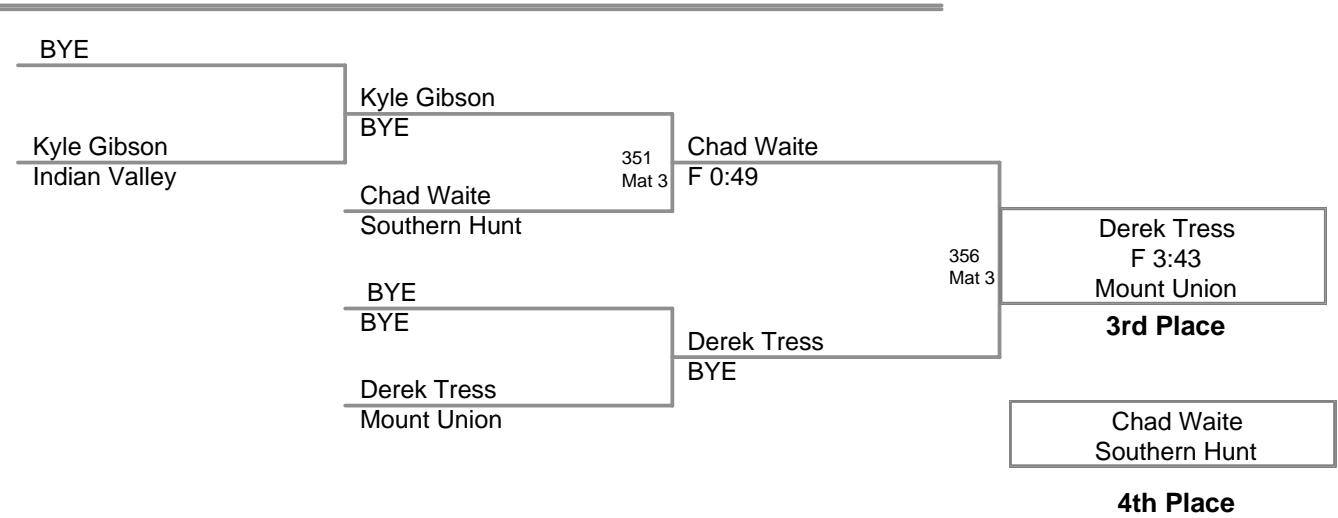 BYE
Kyle Gibson
Indian Valley
Kyle Gibson
BYE
Chad Waite
Southern Hunt
BYE
BYE
Derek Tress
Mount Union
351
Mat 3
Chad Waite
F 0:49
Derek Tress
BYE
356
Mat 3
Derek Tress
F 3:43
Mount Union
3rd Place
Chad Waite
Southern Hunt
4th Place